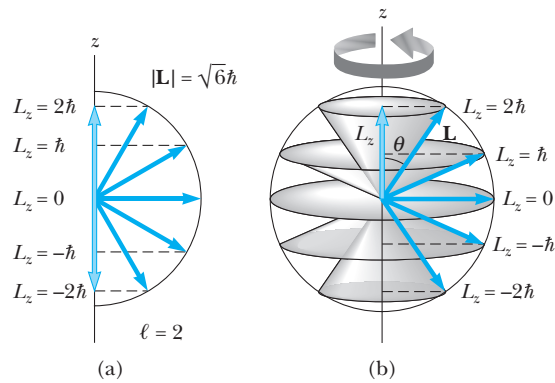 z
|L| = √6ħ
L_z = 2ħ
L_z = ħ
L_z = 0
L_z = –ħ
L_z = –2ħ
ℓ = 2
(a)
z
L_z
θ
L
L_z = 2ħ
L_z = ħ
L_z = 0
L_z = –ħ
L_z = –2ħ
z
(b)